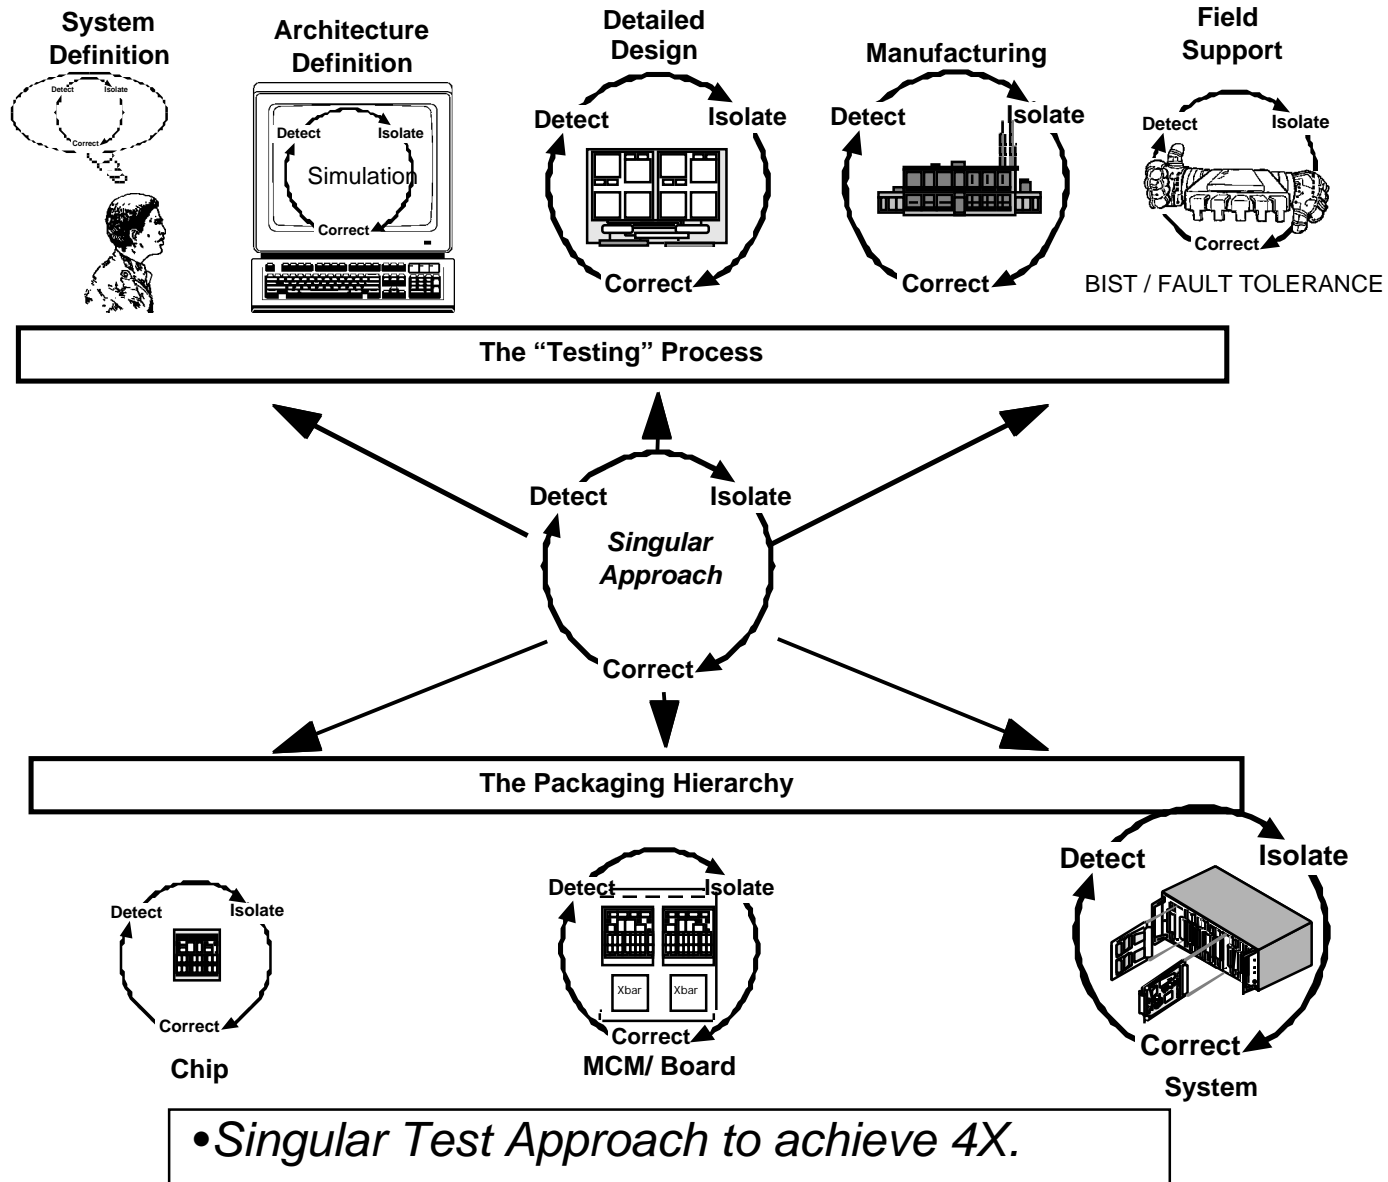 System
Definition
Architecture
Definition
Detailed
Design
Manufacturing
Field
Support
Detect
Isolate
Correct
Detect
Isolate
Simulation
Correct
Detect
Isolate
Correct
Detect
Isolate
Correct
Detect
Isolate
Correct
BIST / FAULT TOLERANCE
The “Testing” Process
Detect
Isolate
Singular
Approach
Correct
The Packaging Hierarchy
Detect
Isolate
Correct
Chip
Detect
Isolate
Xbar
Xbar
Correct
MCM/ Board
Detect
Isolate
Correct
System
•Singular Test Approach to achieve 4X.